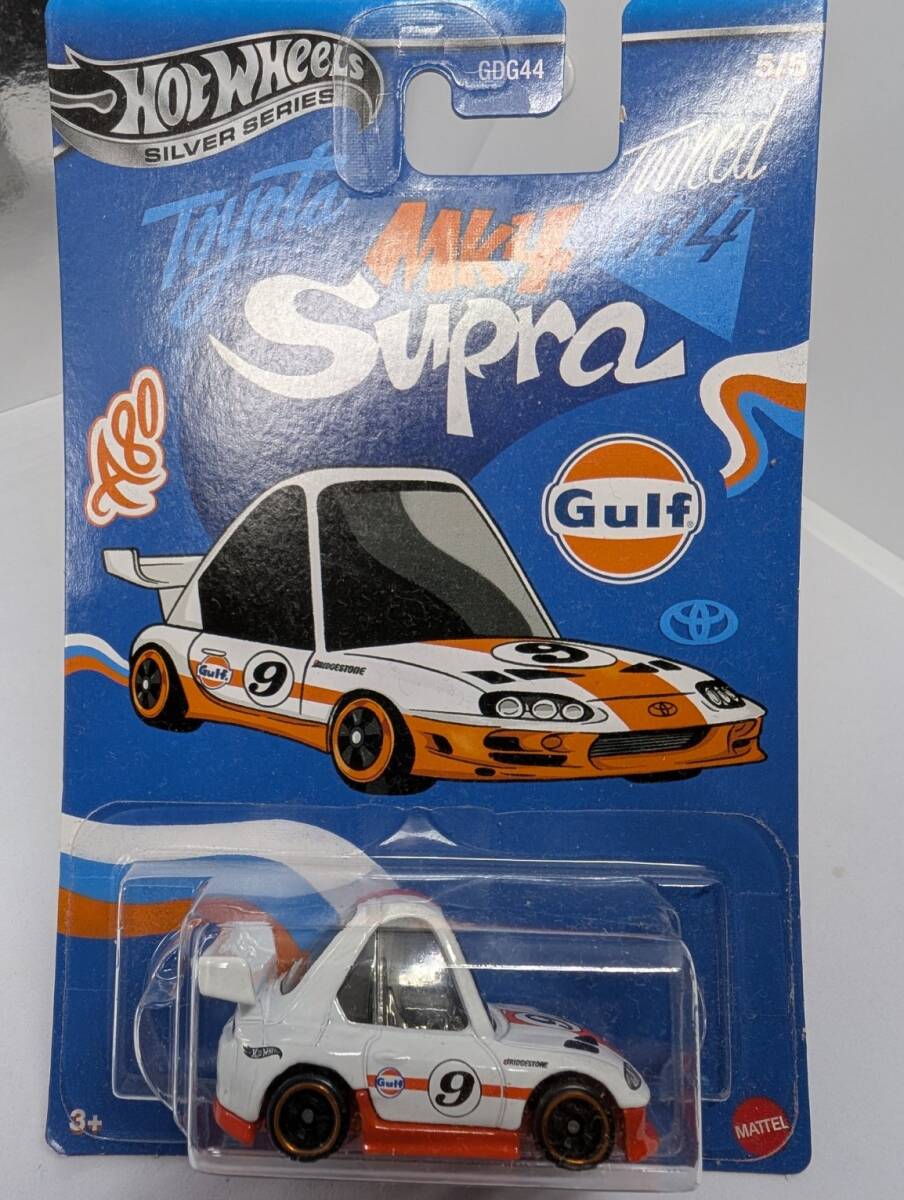 HOT WHEELS
SILVER SERIES
GDG44
5/5
Toyota
Tooned
MK4
Supra
A80
Gulf
9
Gulf
9
BRIDGESTONE
9
BRIDGESTONE
Gulf
9
3+
MATTEL